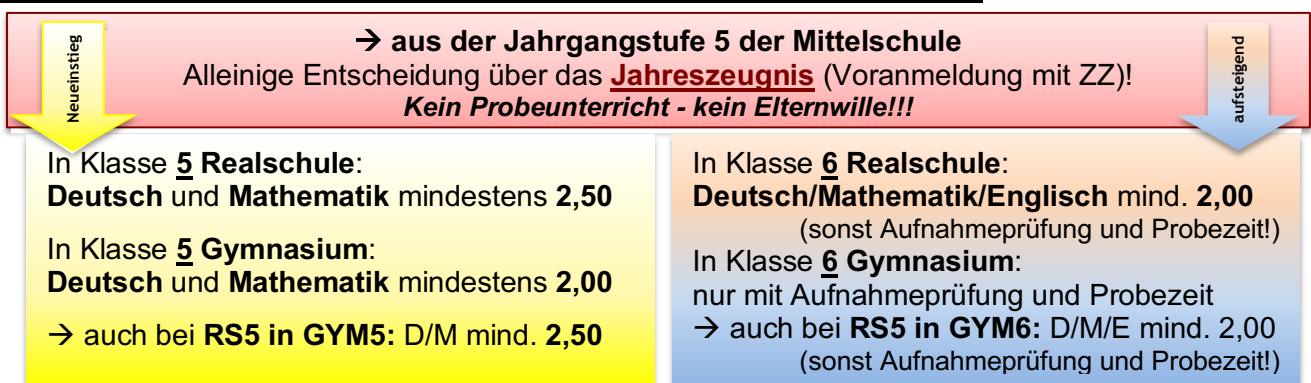 Neueinstieg
→ aus der Jahrgangstufe 5 der Mittelschule
Alleinige Entscheidung über das Jahreszeugnis (Voranmeldung mit ZZ)!
Kein Probeunterricht - kein Elternwille!!!
aufsteigend
In Klasse 5 Realschule:
Deutsch und Mathematik mindestens 2,50
In Klasse 5 Gymnasium:
Deutsch und Mathematik mindestens 2,00
→ auch bei RS5 in GYM5: D/M mind. 2,50
In Klasse 6 Realschule:
Deutsch/Mathematik/Englisch mind. 2,00
(sonst Aufnahmeprüfung und Probezeit!)
In Klasse 6 Gymnasium:
nur mit Aufnahmeprüfung und Probezeit
→ auch bei RS5 in GYM6: D/M/E mind. 2,00
(sonst Aufnahmeprüfung und Probezeit!)